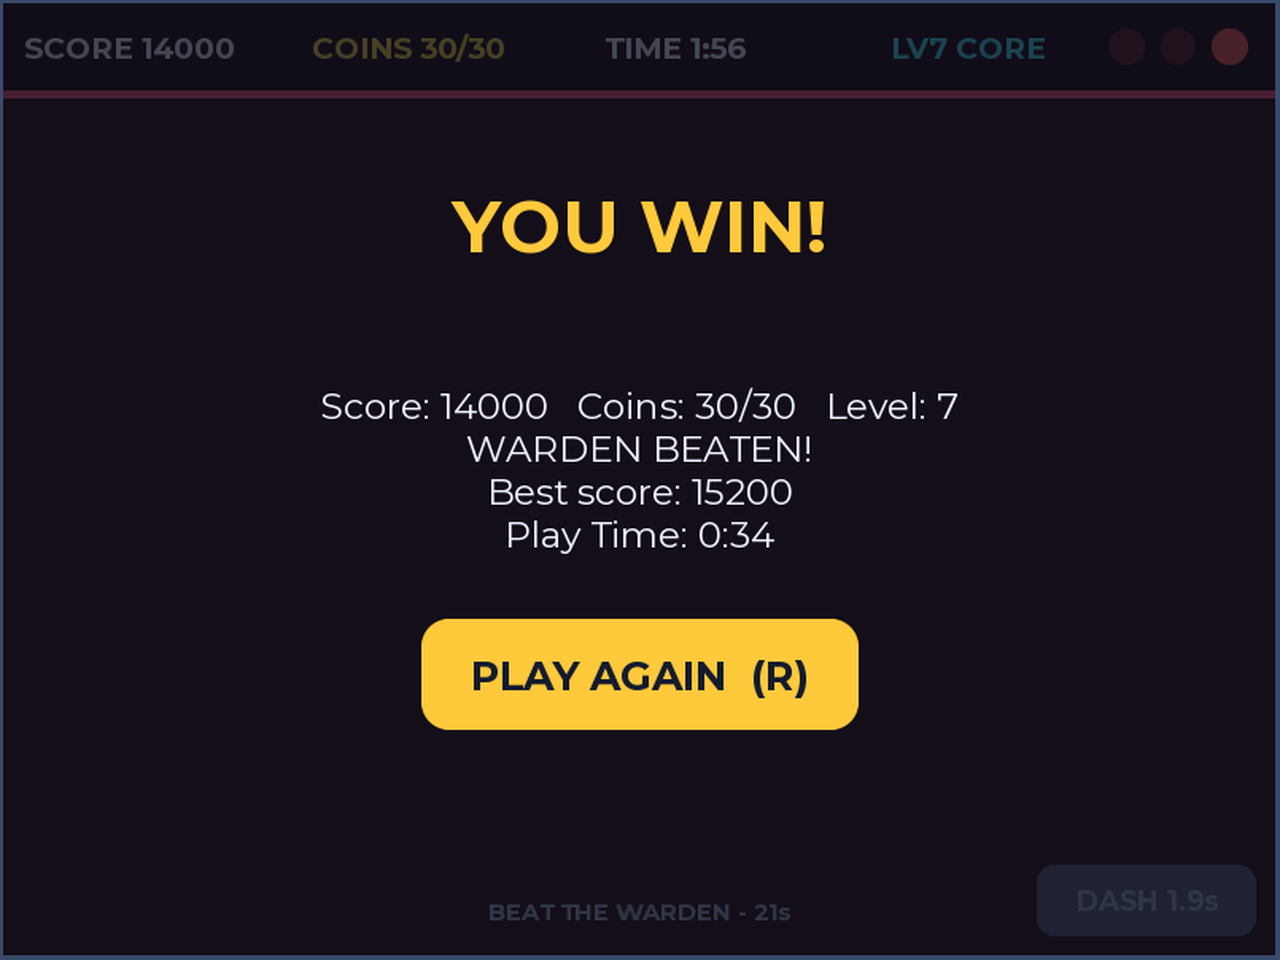 SCORE 14000 COINS 30/30 TIME 1:56 LV7 CORE
YOU WIN!
Score: 14000 Coins: 30/30 Level: 7
WARDEN BEATEN!
Best score: 15200
Play Time: 0:34
PLAY AGAIN (R)
DASH 1.9s
BEAT THE WARDEN - 21s